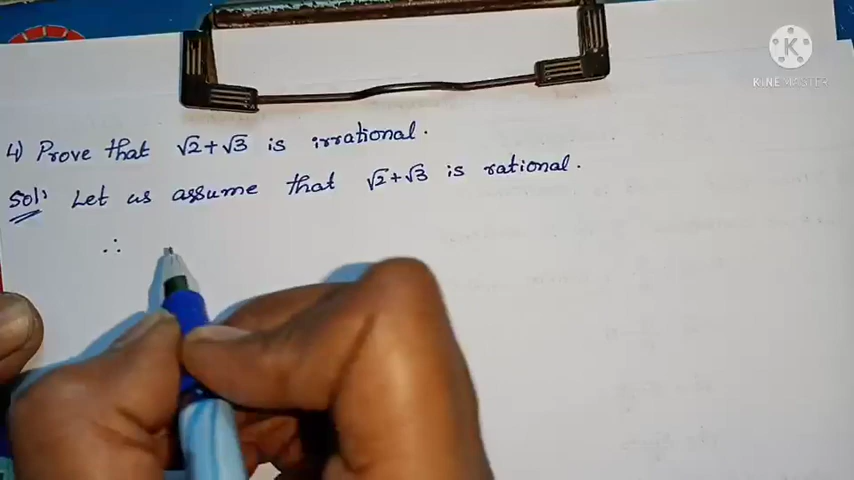 KINEMASTER
4) Prove that √2+√3 is irrational.
Sol: Let us assume that √2+√3 is rational.
∴